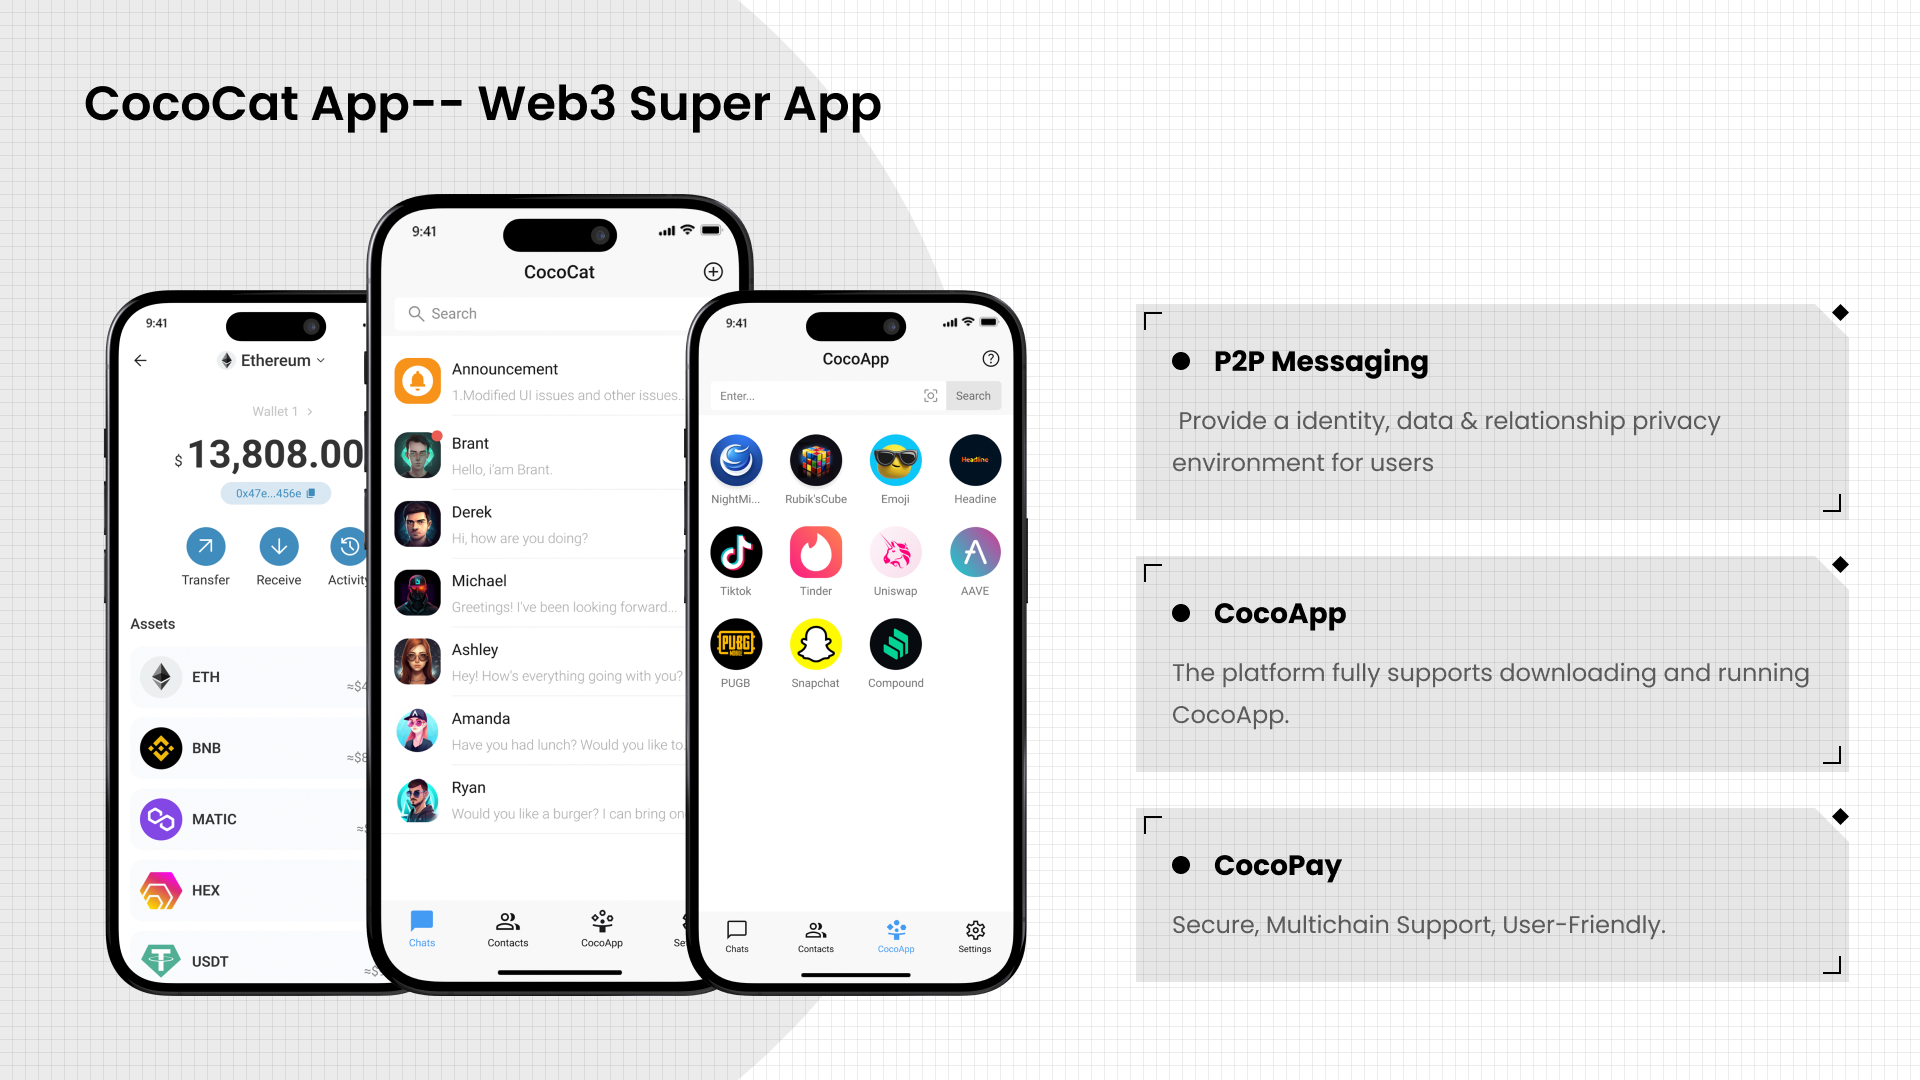 CocoCat App-- Web3 Super App
9:41
Ethereum
Wallet 1
$ 13,808.00
0x47e...456e
Transfer Receive Activity
Assets
ETH
≈$4
BNB
≈$8
MATIC
≈$
HEX
USDT
≈$
9:41
CocoCat
Search
Announcement
1.Modified UI issues and other issues..
Brant
Hello, i'am Brant.
Derek
Hi, how are you doing?
Michael
Greetings! I've been looking forward...
Ashley
Hey! How's everything going with you?
Amanda
Have you had lunch? Would you like to.
Ryan
Would you like a burger? I can bring on
Chats Contacts CocoApp Se
9:41
CocoApp
Enter... Search
Headline
NightMi... Rubik'sCube Emoji Headine
Tiktok Tinder Uniswap AAVE
PUBG
MOBILE
PUGB Snapchat Compound
Chats Contacts CocoApp Settings
P2P Messaging
Provide a identity, data & relationship privacy
environment for users
CocoApp
The platform fully supports downloading and running
CocoApp.
CocoPay
Secure, Multichain Support, User-Friendly.